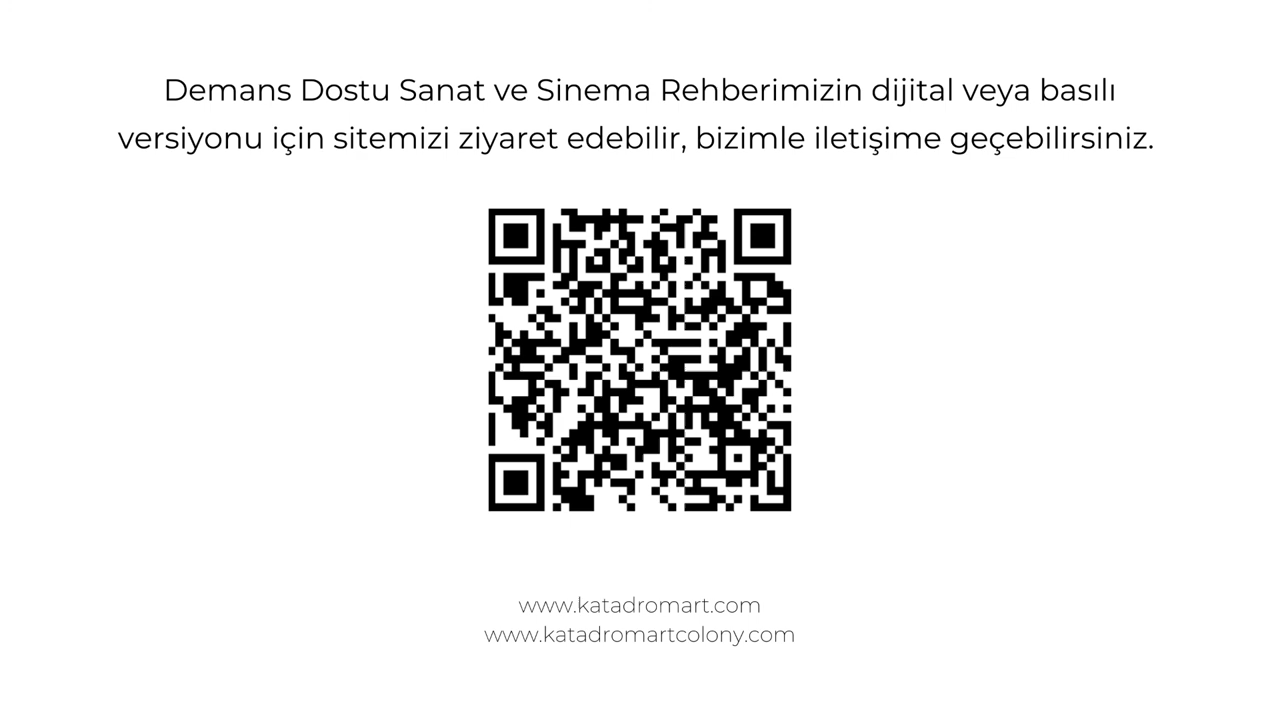 Demans Dostu Sanat ve Sinema Rehberimizin dijital veya basılı
versiyonu için sitemizi ziyaret edebilir, bizimle iletişime geçebilirsiniz.
www.katadromart.com
www.katadromartcolony.com